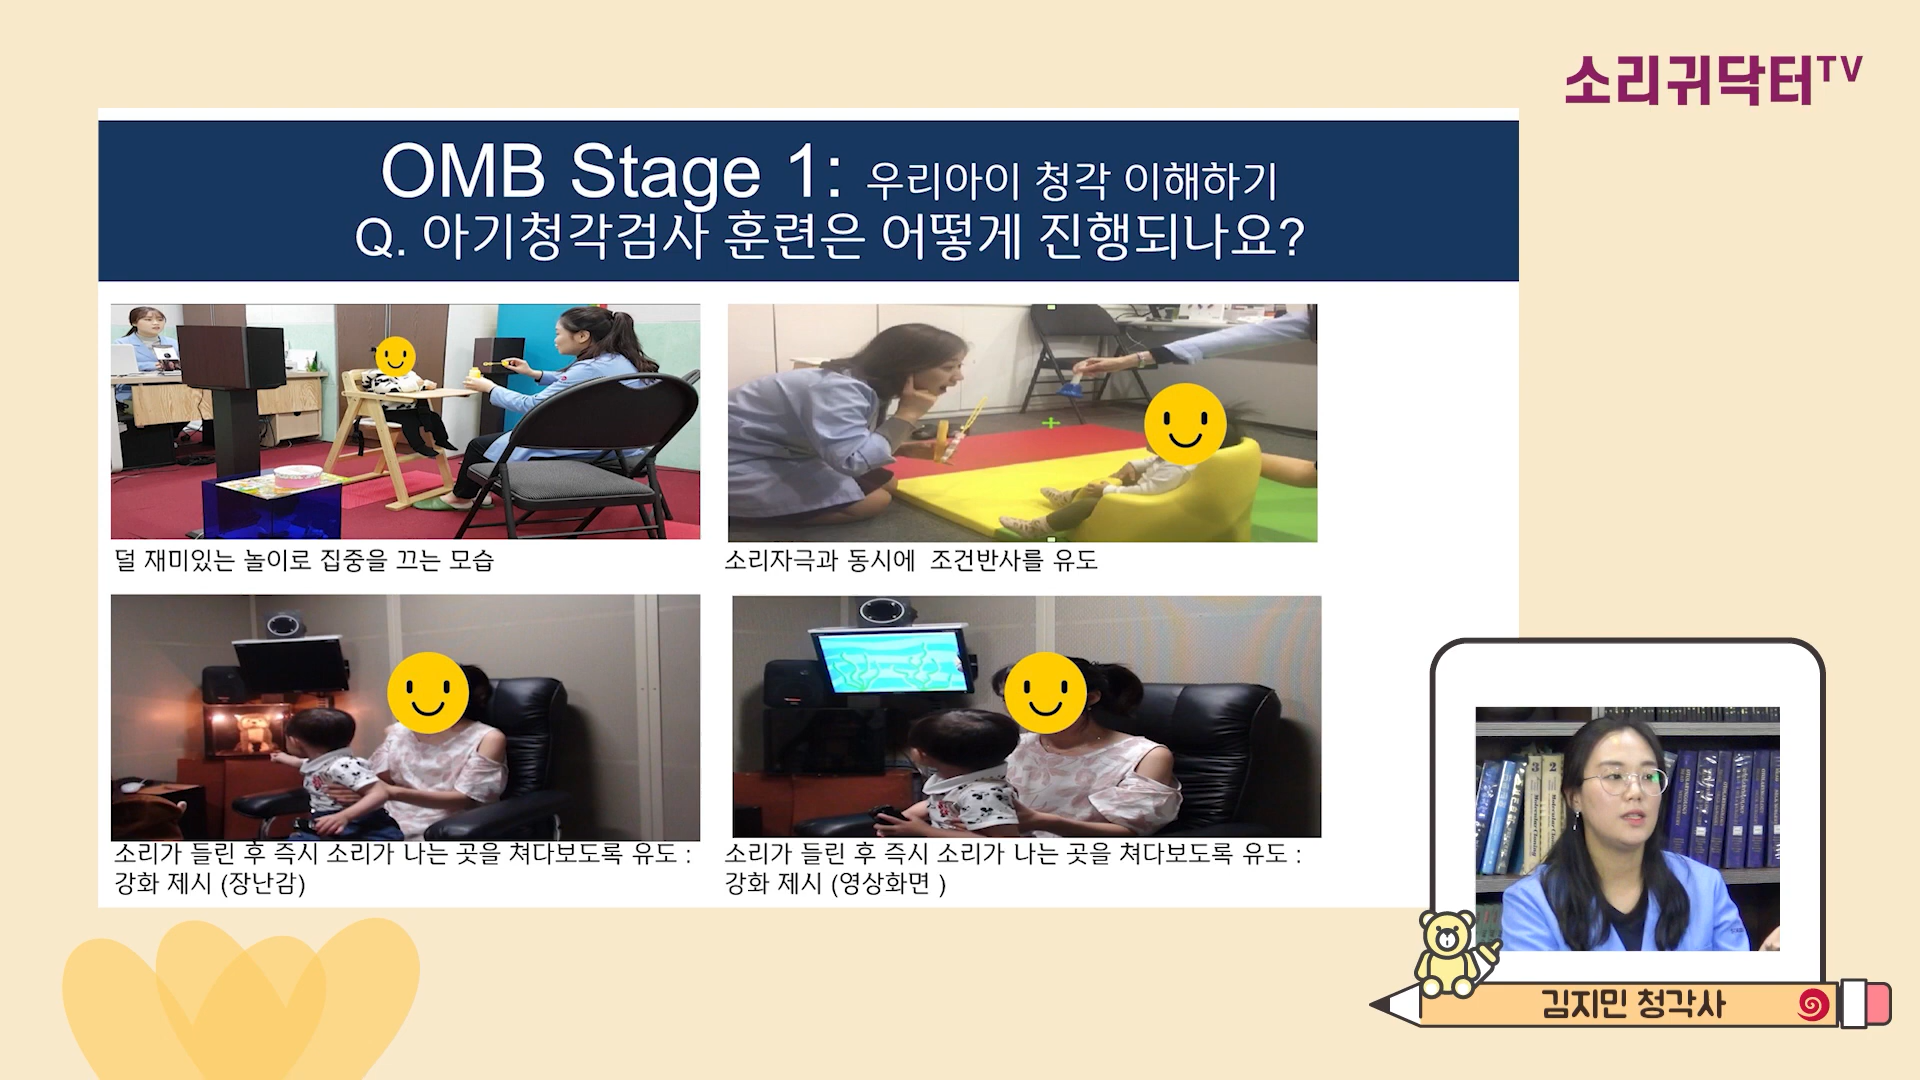 소리귀닥터TV
OMB Stage 1: 우리아이 청각 이해하기
Q. 아기청각검사 훈련은 어떻게 진행되나요?
덜 재미있는 놀이로 집중을 끄는 모습
소리자극과 동시에 조건반사를 유도
소리가 들린 후 즉시 소리가 나는 곳을 쳐다보도록 유도 :
강화 제시 (장난감)
소리가 들린 후 즉시 소리가 나는 곳을 쳐다보도록 유도 :
강화 제시 (영상화면 )
3
2
김지민 청각사